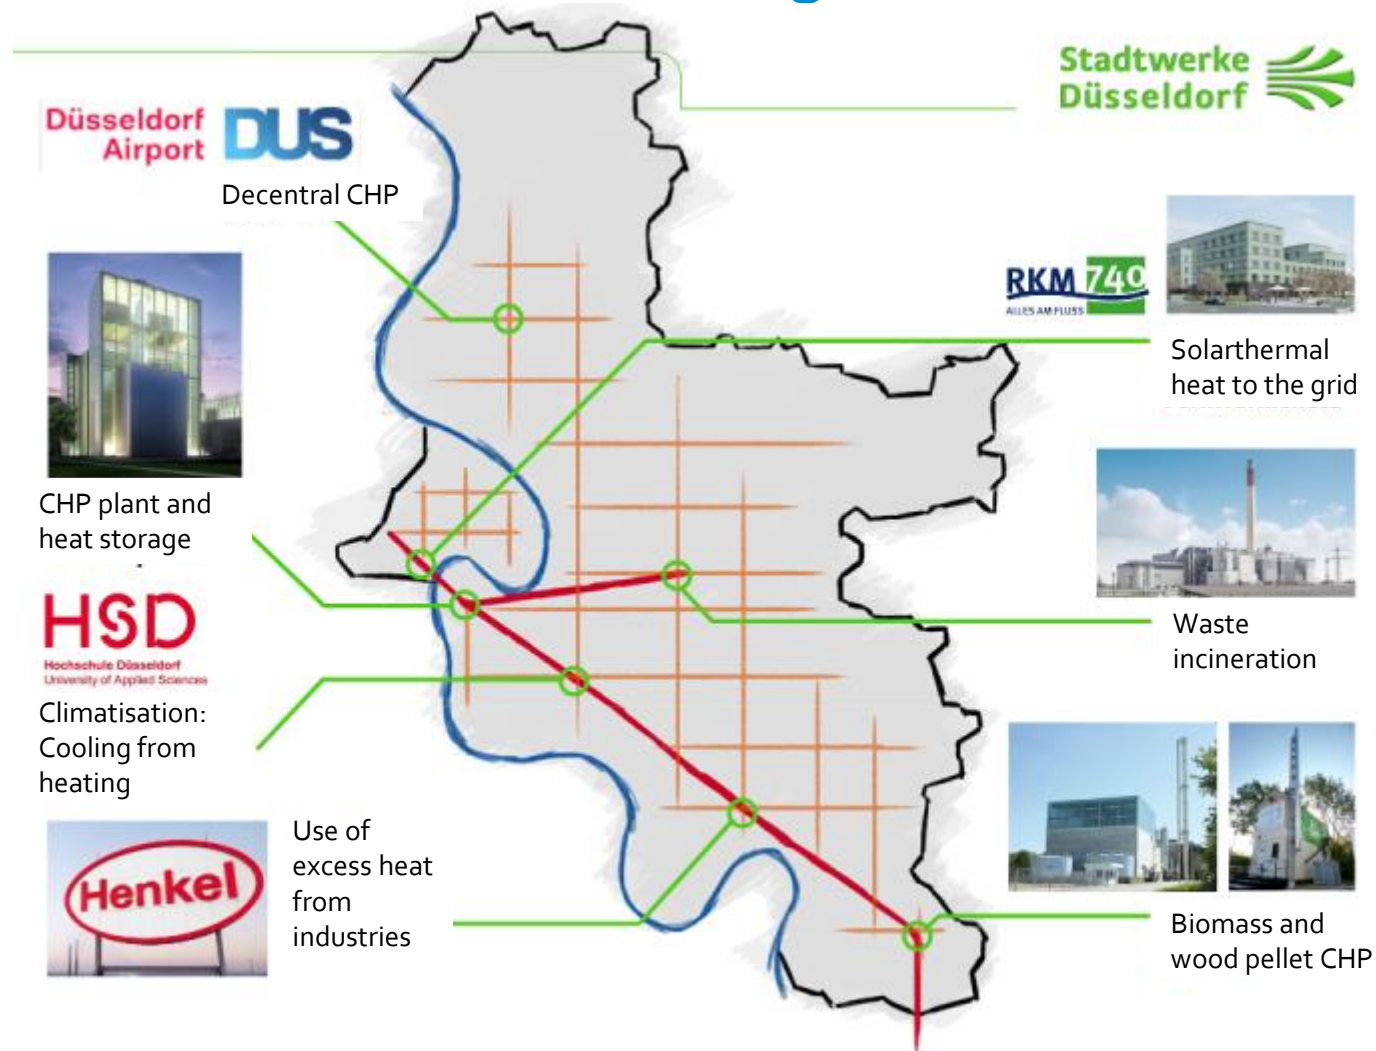 Stadtwerke
Düsseldorf
Düsseldorf
Airport
DUS
Decentral CHP
RKM 740
ALLES AM FLUSS
Solarthermal
heat to the grid
CHP plant and
heat storage
HSD
Hochschule Düsseldorf
University of Applied Sciences
Waste
incineration
Climatisation:
Cooling from
heating
Henkel
Use of
excess heat
from
industries
Biomass and
wood pellet CHP